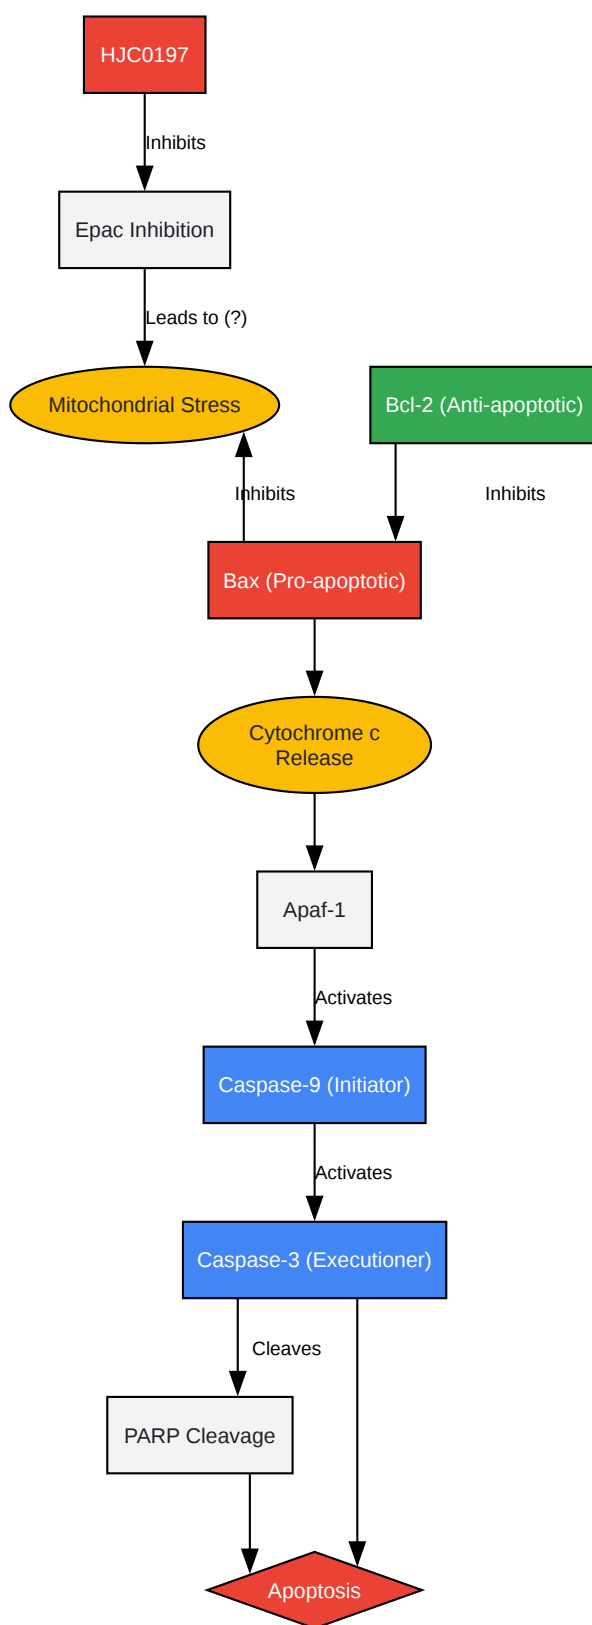 HJC0197
Inhibits
Epac Inhibition
Leads to (?)
Mitochondrial Stress
Bcl-2 (Anti-apoptotic)
Inhibits
Inhibits
Bax (Pro-apoptotic)
Cytochrome c
Release
Apaf-1
Activates
Caspase-9 (Initiator)
Activates
Caspase-3 (Executioner)
Cleaves
PARP Cleavage
Apoptosis